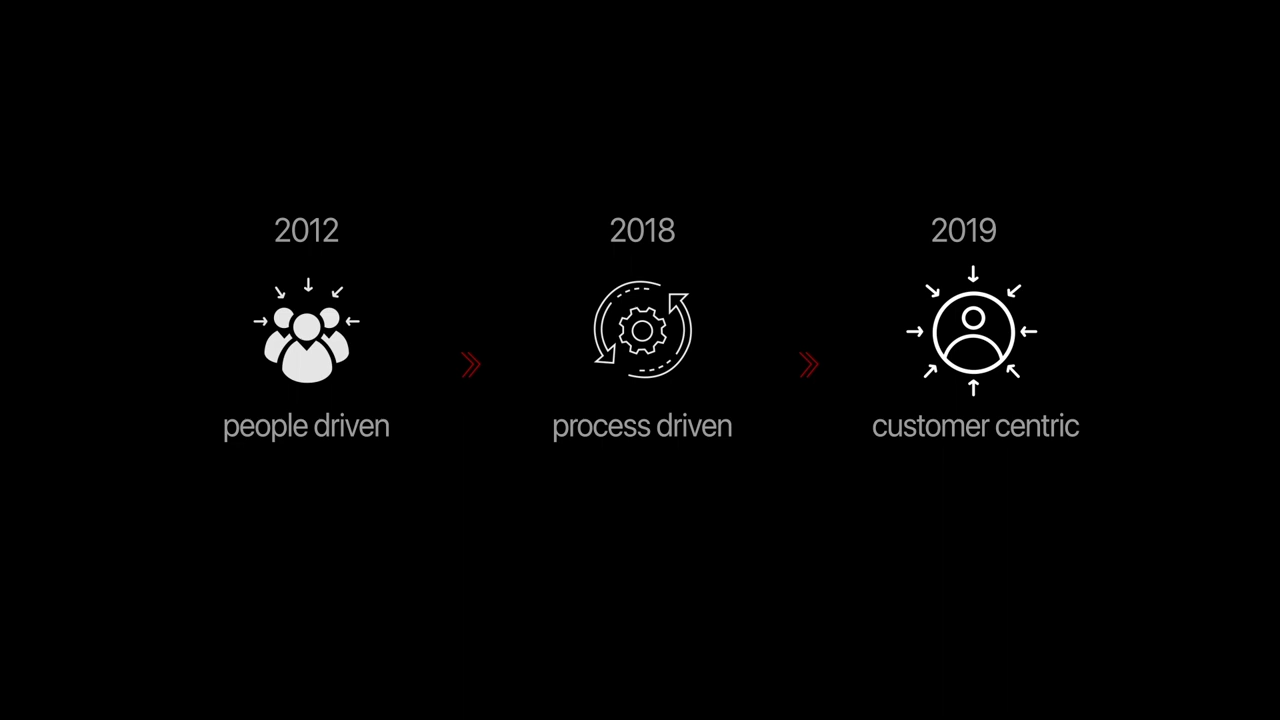 2012
2018
2019
people driven
process driven
customer centric